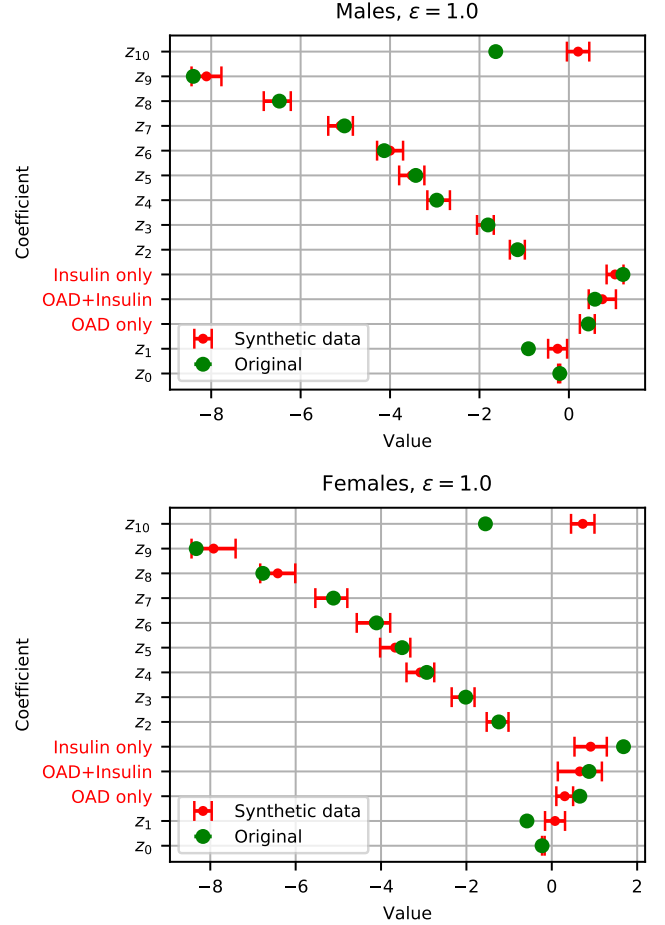 Males, ε = 1.0
Coefficient
z₁₀
z₉
z₈
z₇
z₆
z₅
z₄
z₃
z₂
Insulin only
OAD+Insulin
OAD only
z₁
z₀
Synthetic data
Original
−8 −6 −4 −2 0
Value
Females, ε = 1.0
Coefficient
z₁₀
z₉
z₈
z₇
z₆
z₅
z₄
z₃
z₂
Insulin only
OAD+Insulin
OAD only
z₁
z₀
Synthetic data
Original
−8 −6 −4 −2 0 2
Value